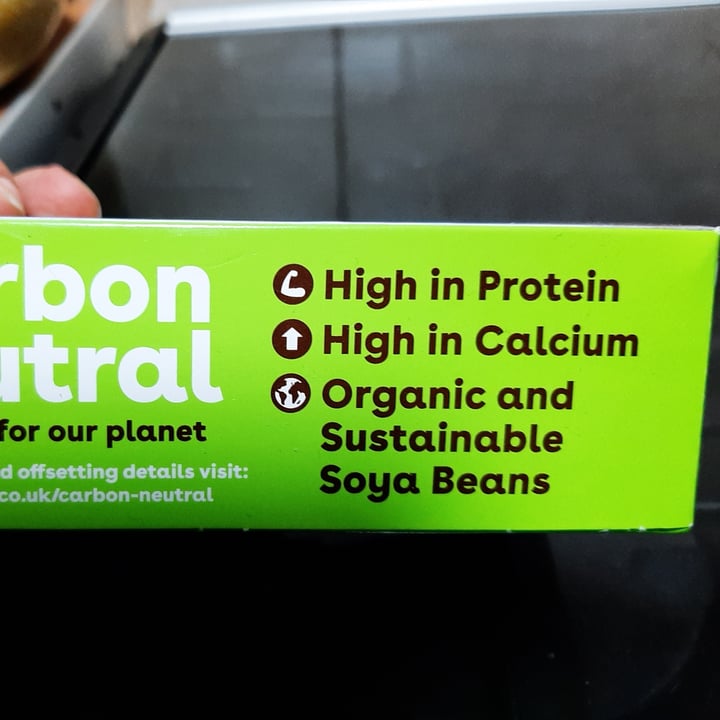 rbon
utral
for our planet
d offsetting details visit:
co.uk/carbon-neutral
High in Protein
High in Calcium
Organic and
Sustainable
Soya Beans